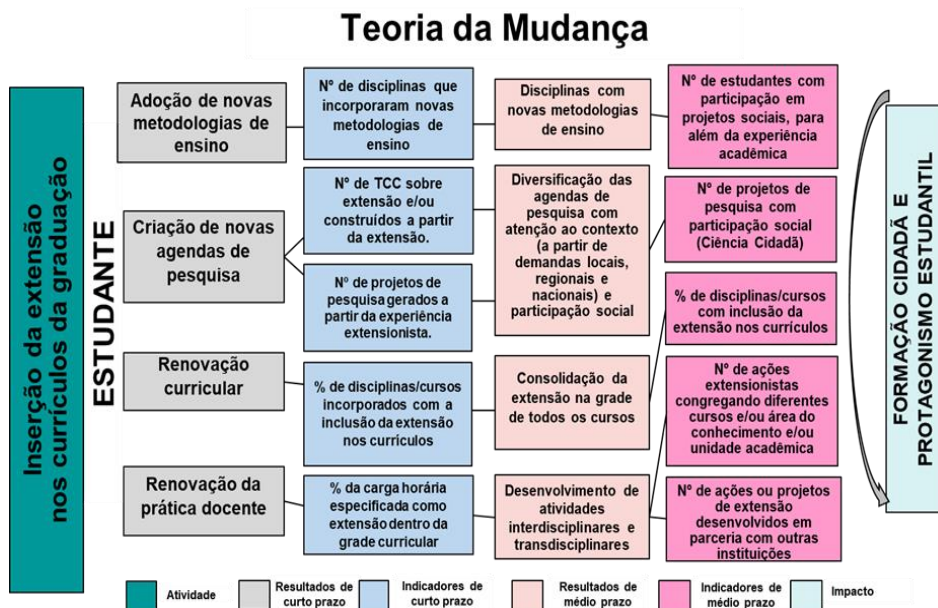 Teoria da Mudança
Inserção da extensão
nos currículos da graduação
ESTUDANTE
Adoção de novas
metodologias de
ensino
Criação de novas
agendas de
pesquisa
Renovação
curricular
Renovação da
prática docente
Nº de disciplinas que
incorporaram novas
metodologias de
ensino
Nº de TCC sobre
extensão e/ou
construídos a partir
da extensão.
Nº de projetos de
pesquisa gerados a
partir da experiência
extensionista.
% de disciplinas/cursos
incorporados com a
inclusão da extensão
nos currículos
% da carga horária
especificada como
extensão dentro da
grade curricular
Disciplinas com
novas metodologias
de ensino
Diversificação das
agendas de
pesquisa com
atenção ao contexto
(a partir de
demandas locais,
regionais e
nacionais) e
participação social
Consolidação da
extensão na grade
de todos os cursos
Desenvolvimento de
atividades
interdisciplinares e
transdisciplinares
Nº de estudantes com
participação em
projetos sociais, para
além da experiência
acadêmica
Nº de projetos de
pesquisa com
participação social
(Ciência Cidadã)
% de disciplinas/cursos
com inclusão da
extensão nos currículos
Nº de ações
extensionistas
congregando diferentes
cursos e/ou área do
conhecimento e/ou
unidade acadêmica
Nº de ações ou projetos
de extensão
desenvolvidos em
parceria com outras
instituições
FORMAÇÃO CIDADÃ E
PROTAGONISMO ESTUDANTIL
Atividade
Resultados de
curto prazo
Indicadores de
curto prazo
Resultados de
médio prazo
Indicadores de
médio prazo
Impacto